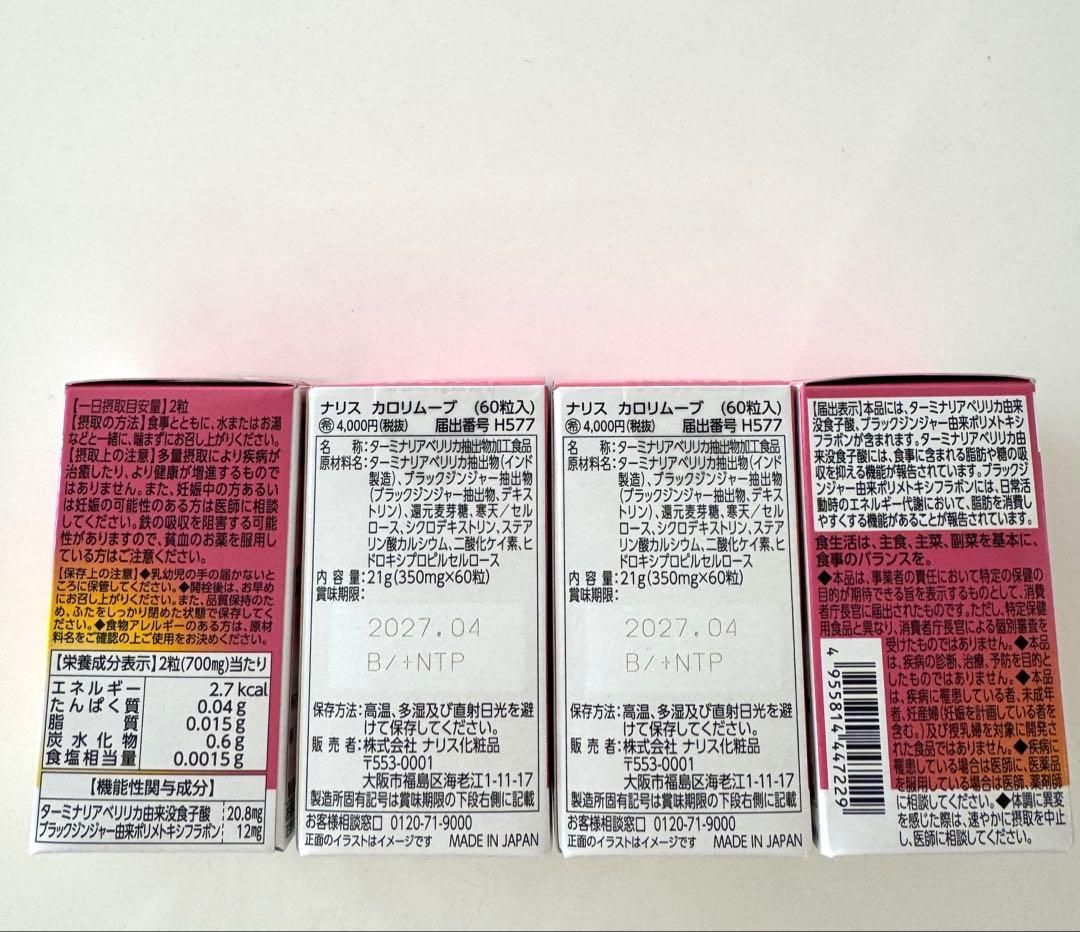 【一日摂取目安量】2粒
【摂取の方法】食事とともに、水またはお湯
などと一緒に、噛まずにお召し上がりください。
【摂取上の注意】多量摂取により疾病が
治癒したり、より健康が増進するもので
はありません。また、妊娠中の方あるい
は妊娠の可能性のある方は医師に相談
してください。鉄の吸収を阻害する可能
性がありますので、貧血のお薬を服用し
ている方はご注意ください。
【保存上の注意】◆乳幼児の手の届かないと
ころに保管してください。◆開栓後は、お早め
にお召し上がりください。また、品質保持のた
め、ふたをしっかり閉めた状態で保存してく
ださい。◆食物アレルギーのある方は、原材
料名をご確認の上ご使用をお決めください。
【栄養成分表示】2粒(700mg)当たり
エネルギー 2.7 kcal
たんぱく質 0.04 g
脂質 0.015 g
炭水化物 0.6 g
食塩相当量 0.0015 g
【機能性関与成分】
ターミナリアベリリカ由来没食子酸 20.8mg
ブラックジンジャー由来ポリメトキシフラボン 12mg
ナリス カロリムーブ (60粒入)
希 4,000円(税抜) 届出番号 H577
名称:ターミナリアベリリカ抽出物加工食品
原材料名:ターミナリアベリリカ抽出物(インド
製造)、ブラックジンジャー抽出物
(ブラックジンジャー抽出物、デキス
トリン)、還元麦芽糖、寒天/セル
ロース、シクロデキストリン、ステア
リン酸カルシウム、二酸化ケイ素、ヒ
ドロキシプロピルセルロース
内容量:21g(350mg×60粒)
賞味期限:
2027.04
B/+NTP
保存方法:高温、多湿及び直射日光を避
けて保存してください。
販売者:株式会社 ナリス化粧品
〒553-0001
大阪市福島区海老江1-11-17
製造所固有記号は賞味期限の下段右側に記載
お客様相談窓口 0120-71-9000
正面のイラストはイメージです MADE IN JAPAN
ナリス カロリムーブ (60粒入)
希 4,000円(税抜) 届出番号 H577
名称:ターミナリアベリリカ抽出物加工食品
原材料名:ターミナリアベリリカ抽出物(インド
製造)、ブラックジンジャー抽出物
(ブラックジンジャー抽出物、デキス
トリン)、還元麦芽糖、寒天/セル
ロース、シクロデキストリン、ステア
リン酸カルシウム、二酸化ケイ素、ヒ
ドロキシプロピルセルロース
内容量:21g(350mg×60粒)
賞味期限:
2027.04
B/+NTP
保存方法:高温、多湿及び直射日光を避
けて保存してください。
販売者:株式会社 ナリス化粧品
〒553-0001
大阪市福島区海老江1-11-17
製造所固有記号は賞味期限の下段右側に記載
お客様相談窓口 0120-71-9000
正面のイラストはイメージです MADE IN JAPAN
【届出表示】本品には、ターミナリアベリリカ由来
没食子酸、ブラックジンジャー由来ポリメトキシ
フラボンが含まれます。ターミナリアベリリカ由
来没食子酸には、食事に含まれる脂肪や糖の吸
収を抑える機能が報告されています。ブラックジ
ンジャー由来ポリメトキシフラボンには、日常活
動時のエネルギー代謝において、脂肪を消費し
やすくする機能があることが報告されています。
食生活は、主食、主菜、副菜を基本に、
食事のバランスを。
◆本品は、事業者の責任において特定の保健の
目的が期待できる旨を表示するものとして、消費
者庁長官に届出されたものです。ただし、特定保健
用食品と異なり、消費者庁長官による個別審査を
受けたものではありません。◆本品
は、疾病の診断、治療、予防を目的と
したものではありません。◆本品
は、疾病に罹患している者、未成年
者、妊産婦(妊娠を計画している者を
含む。)及び授乳婦を対象に開発さ
れた食品ではありません。◆疾病に
罹患している場合は医師に、医薬品
を服用している場合は医師、薬剤師
に相談してください。◆体調に異変
を感じた際は、速やかに摂取を中止
し、医師に相談してください。
4955814447229